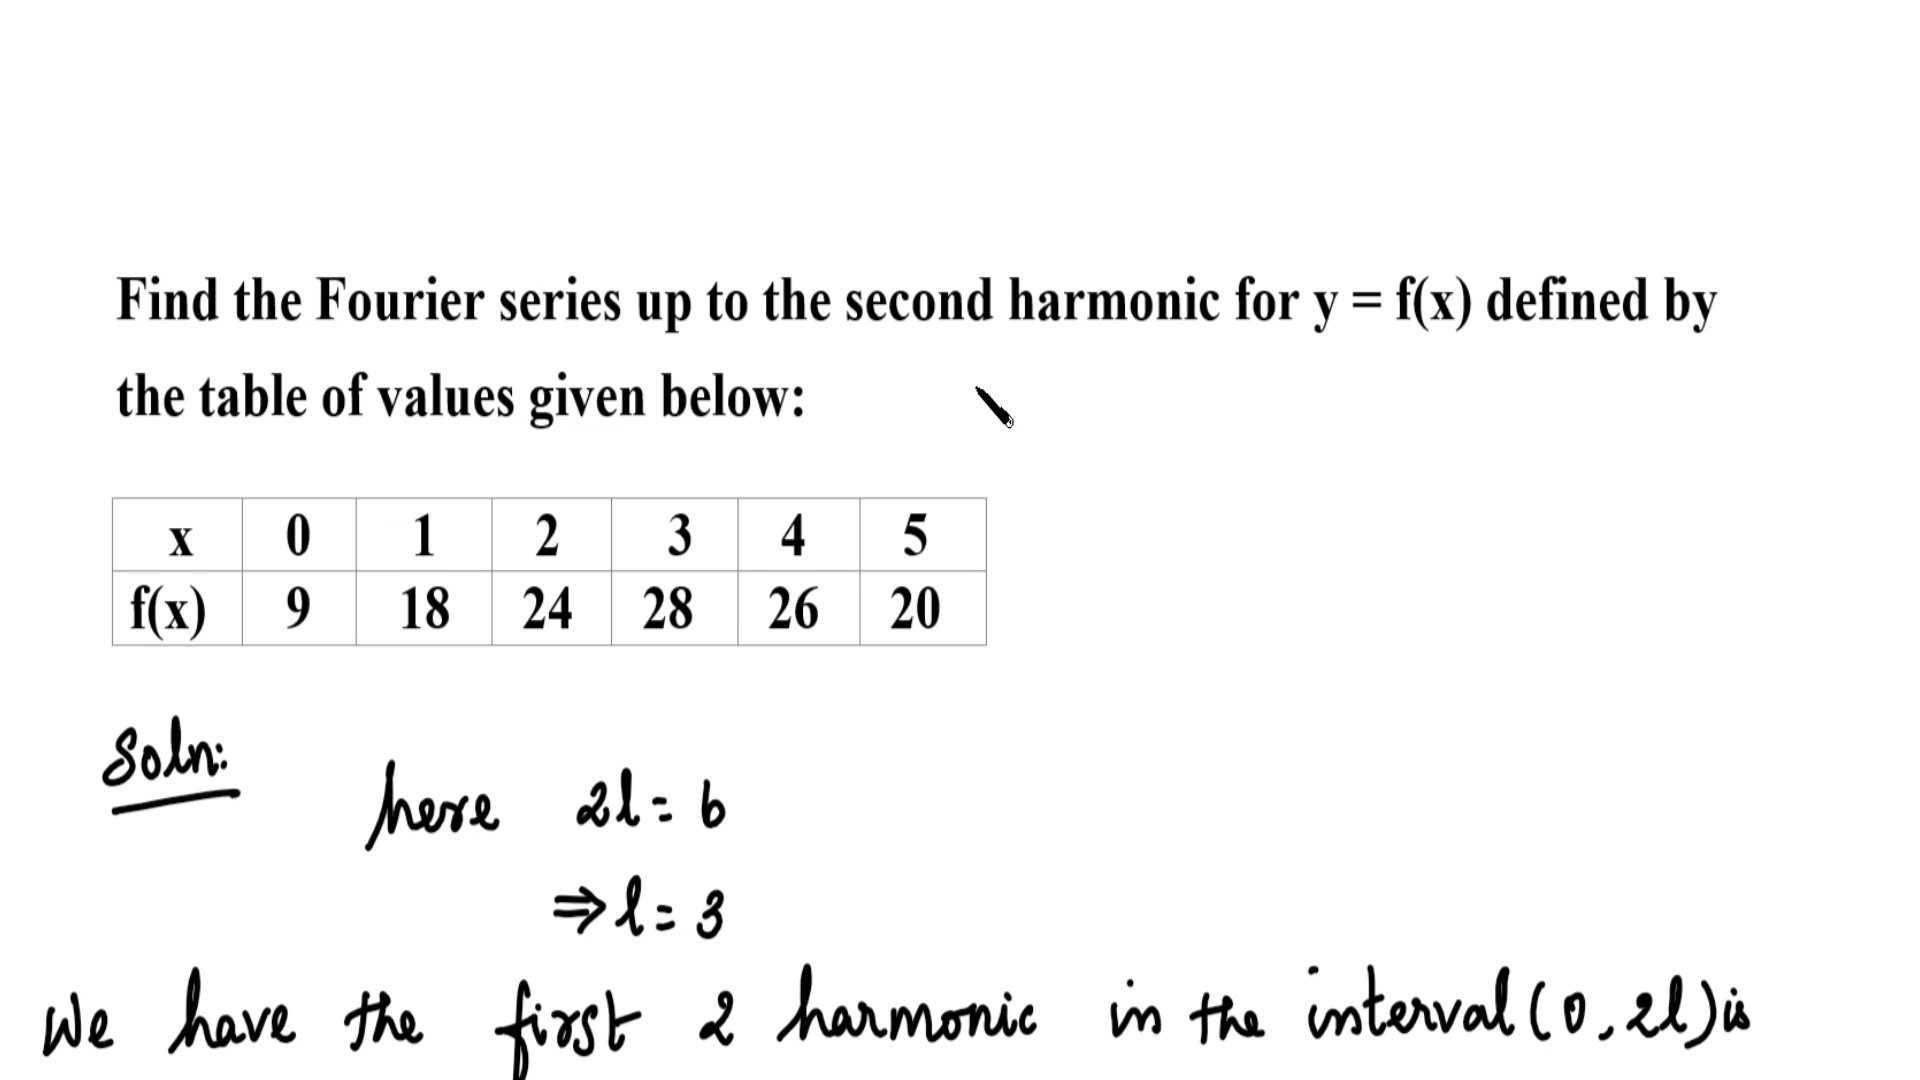 Find the Fourier series up to the second harmonic for y = f(x) defined by
the table of values given below:
x 0 1 2 3 4 5
f(x) 9 18 24 28 26 20
Soln:
here 2l = 6
⇒ l = 3
We have the first 2 harmonic in the interval (0, 2l) is